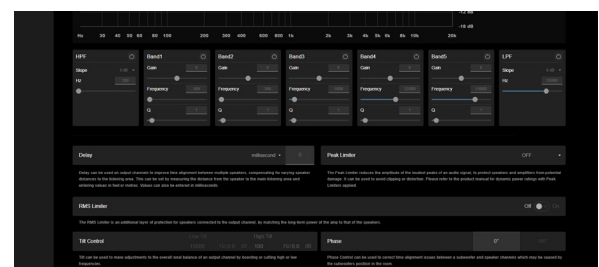 -12 dB
-18 dB
Hz 30 40 50 60 80 100 200 300 400 600 800 1k 2k 3k 4k 5k 6k 8k 10k 20k
HPF Band1 Band2 Band3 Band4 Band5 LPF
Slope Gain Gain Gain Gain Gain Slope
Hz Frequency Frequency Frequency Frequency Frequency Hz
Q Q Q Q Q
Delay millisecond Peak Limiter OFF
Delay can be used on output channels to improve time alignment between multiple speakers, compensating for varying speaker
distances to the listening area. This can be set by measuring the distance from the speaker to the main listening area and
entering values in feet or metres. Values can also be entered in milliseconds.
Peak Limiter reduces the amplitude of the loudest peaks of an audio signal, to protect speakers and amplifiers from potential
damage. It can be used to avoid clipping or distortion. Please refer to the product manual for dynamic power ratings with Peak
Limiters applied.
RMS Limiter Off On
The RMS Limiter is an additional layer of protection for speakers connected to the output channel, by matching the long-term power of the amp to that of the speakers.
Low Tilt High Tilt
Tilt Control Phase 0°
Tilt can be used to make adjustments to the overall tonal balance of an output channel by boosting or cutting high or low
frequencies.
Phase Control can be used to correct time alignment issues between a subwoofer and speaker channels which may be caused by
the subwoofers position in the room.